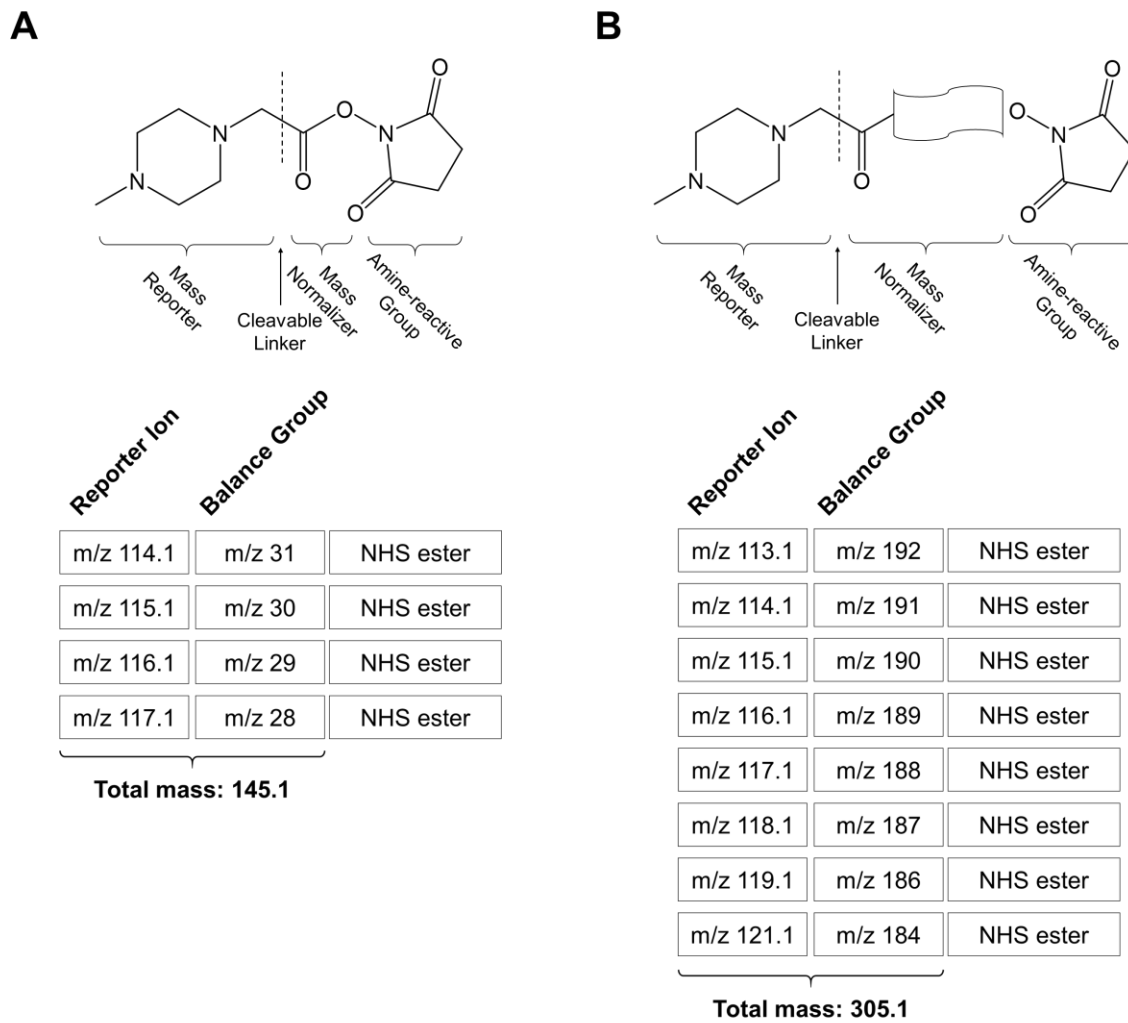 A
O
N
O
N
O
N
O
Mass
Reporter
Cleavable
Linker
Mass
Normalizer
Amine-reactive
Group
Reporter Ion
Balance Group
m/z 114.1 m/z 31 NHS ester
m/z 115.1 m/z 30 NHS ester
m/z 116.1 m/z 29 NHS ester
m/z 117.1 m/z 28 NHS ester
Total mass: 145.1
B
O
N
O
N
O
N
O
Mass
Reporter
Cleavable
Linker
Mass
Normalizer
Amine-reactive
Group
Reporter Ion
Balance Group
m/z 113.1 m/z 192 NHS ester
m/z 114.1 m/z 191 NHS ester
m/z 115.1 m/z 190 NHS ester
m/z 116.1 m/z 189 NHS ester
m/z 117.1 m/z 188 NHS ester
m/z 118.1 m/z 187 NHS ester
m/z 119.1 m/z 186 NHS ester
m/z 121.1 m/z 184 NHS ester
Total mass: 305.1